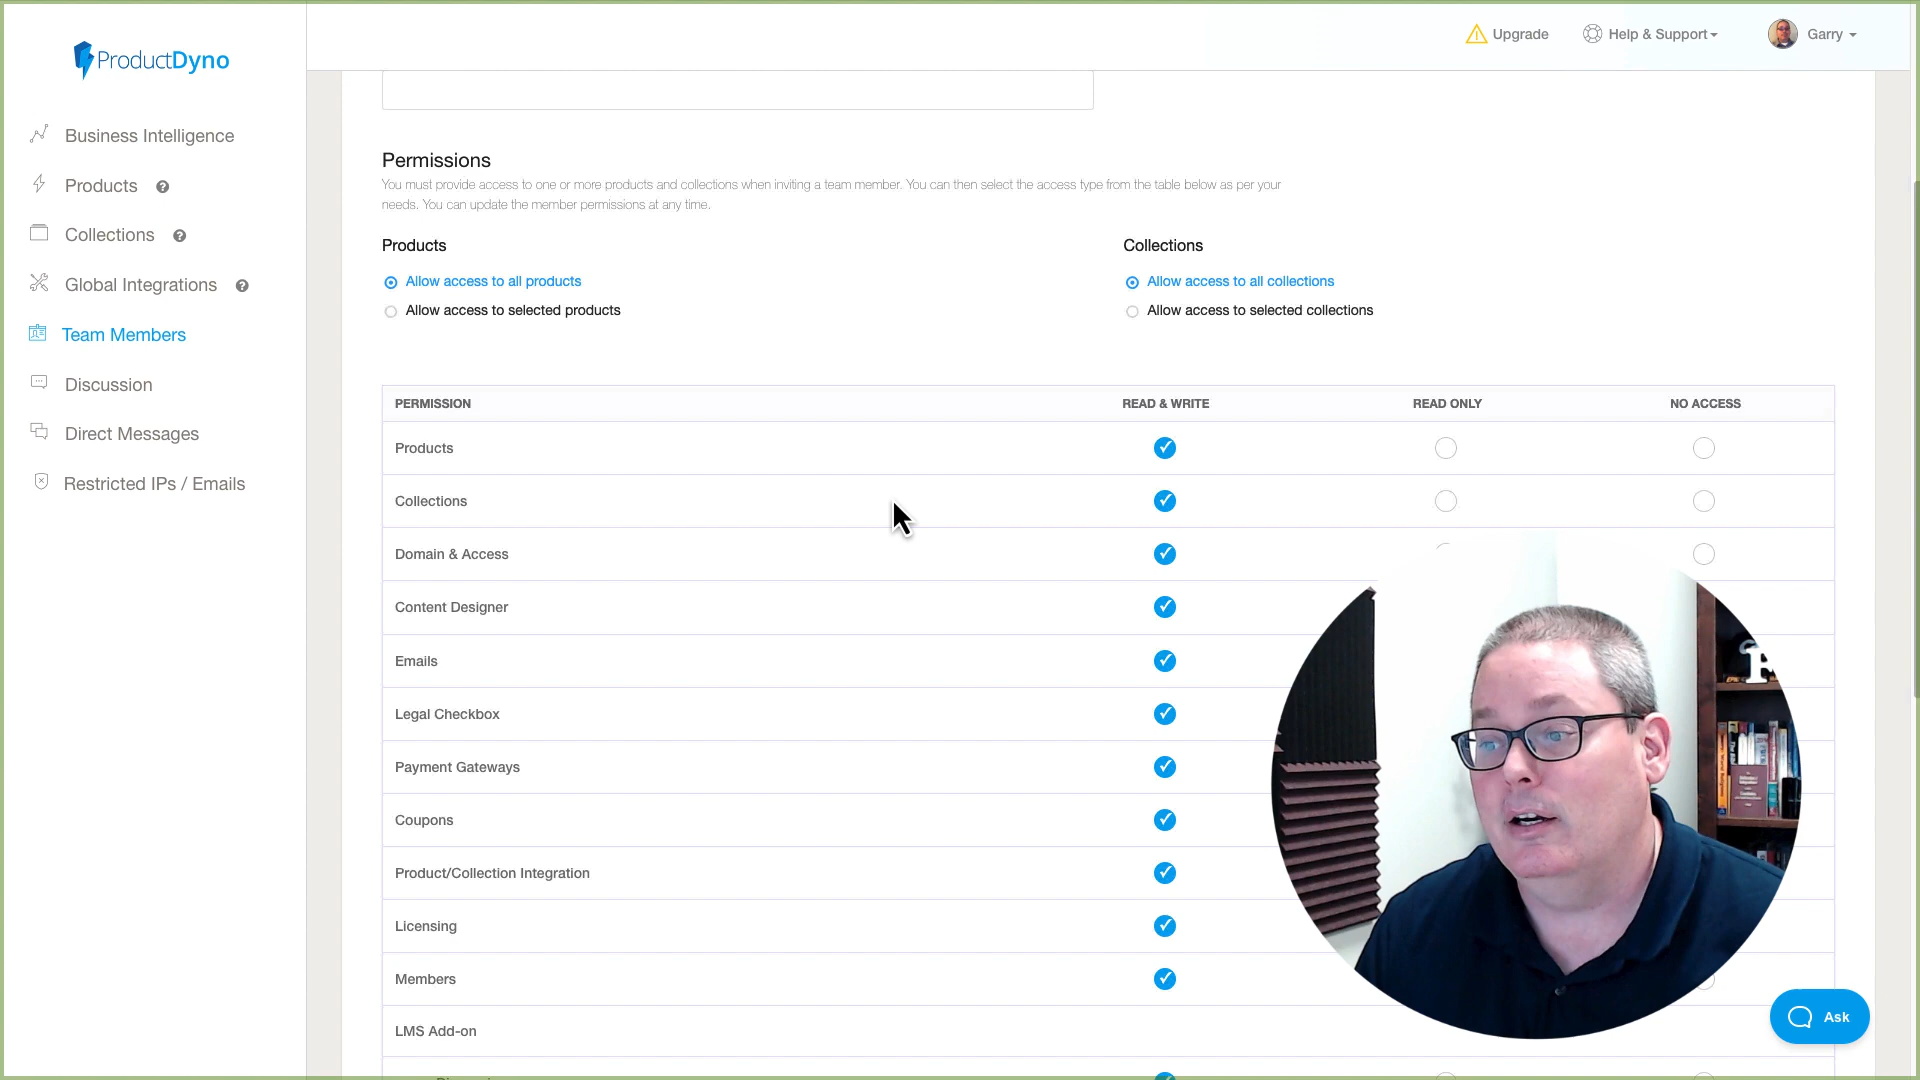 ProductDyno
Upgrade
Help & Support
Garry
Business Intelligence
Products
Collections
Global Integrations
Team Members
Discussion
Direct Messages
Restricted IPs / Emails
Permissions
You must provide access to one or more products and collections when inviting a team member. You can then select the access type from the table below as per your
needs. You can update the member permissions at any time.
Products
Allow access to all products
Allow access to selected products
Collections
Allow access to all collections
Allow access to selected collections
PERMISSION READ & WRITE READ ONLY NO ACCESS
Products
Collections
Domain & Access
Content Designer
Emails
Legal Checkbox
Payment Gateways
Coupons
Product/Collection Integration
Licensing
Members
LMS Add-on
Ask